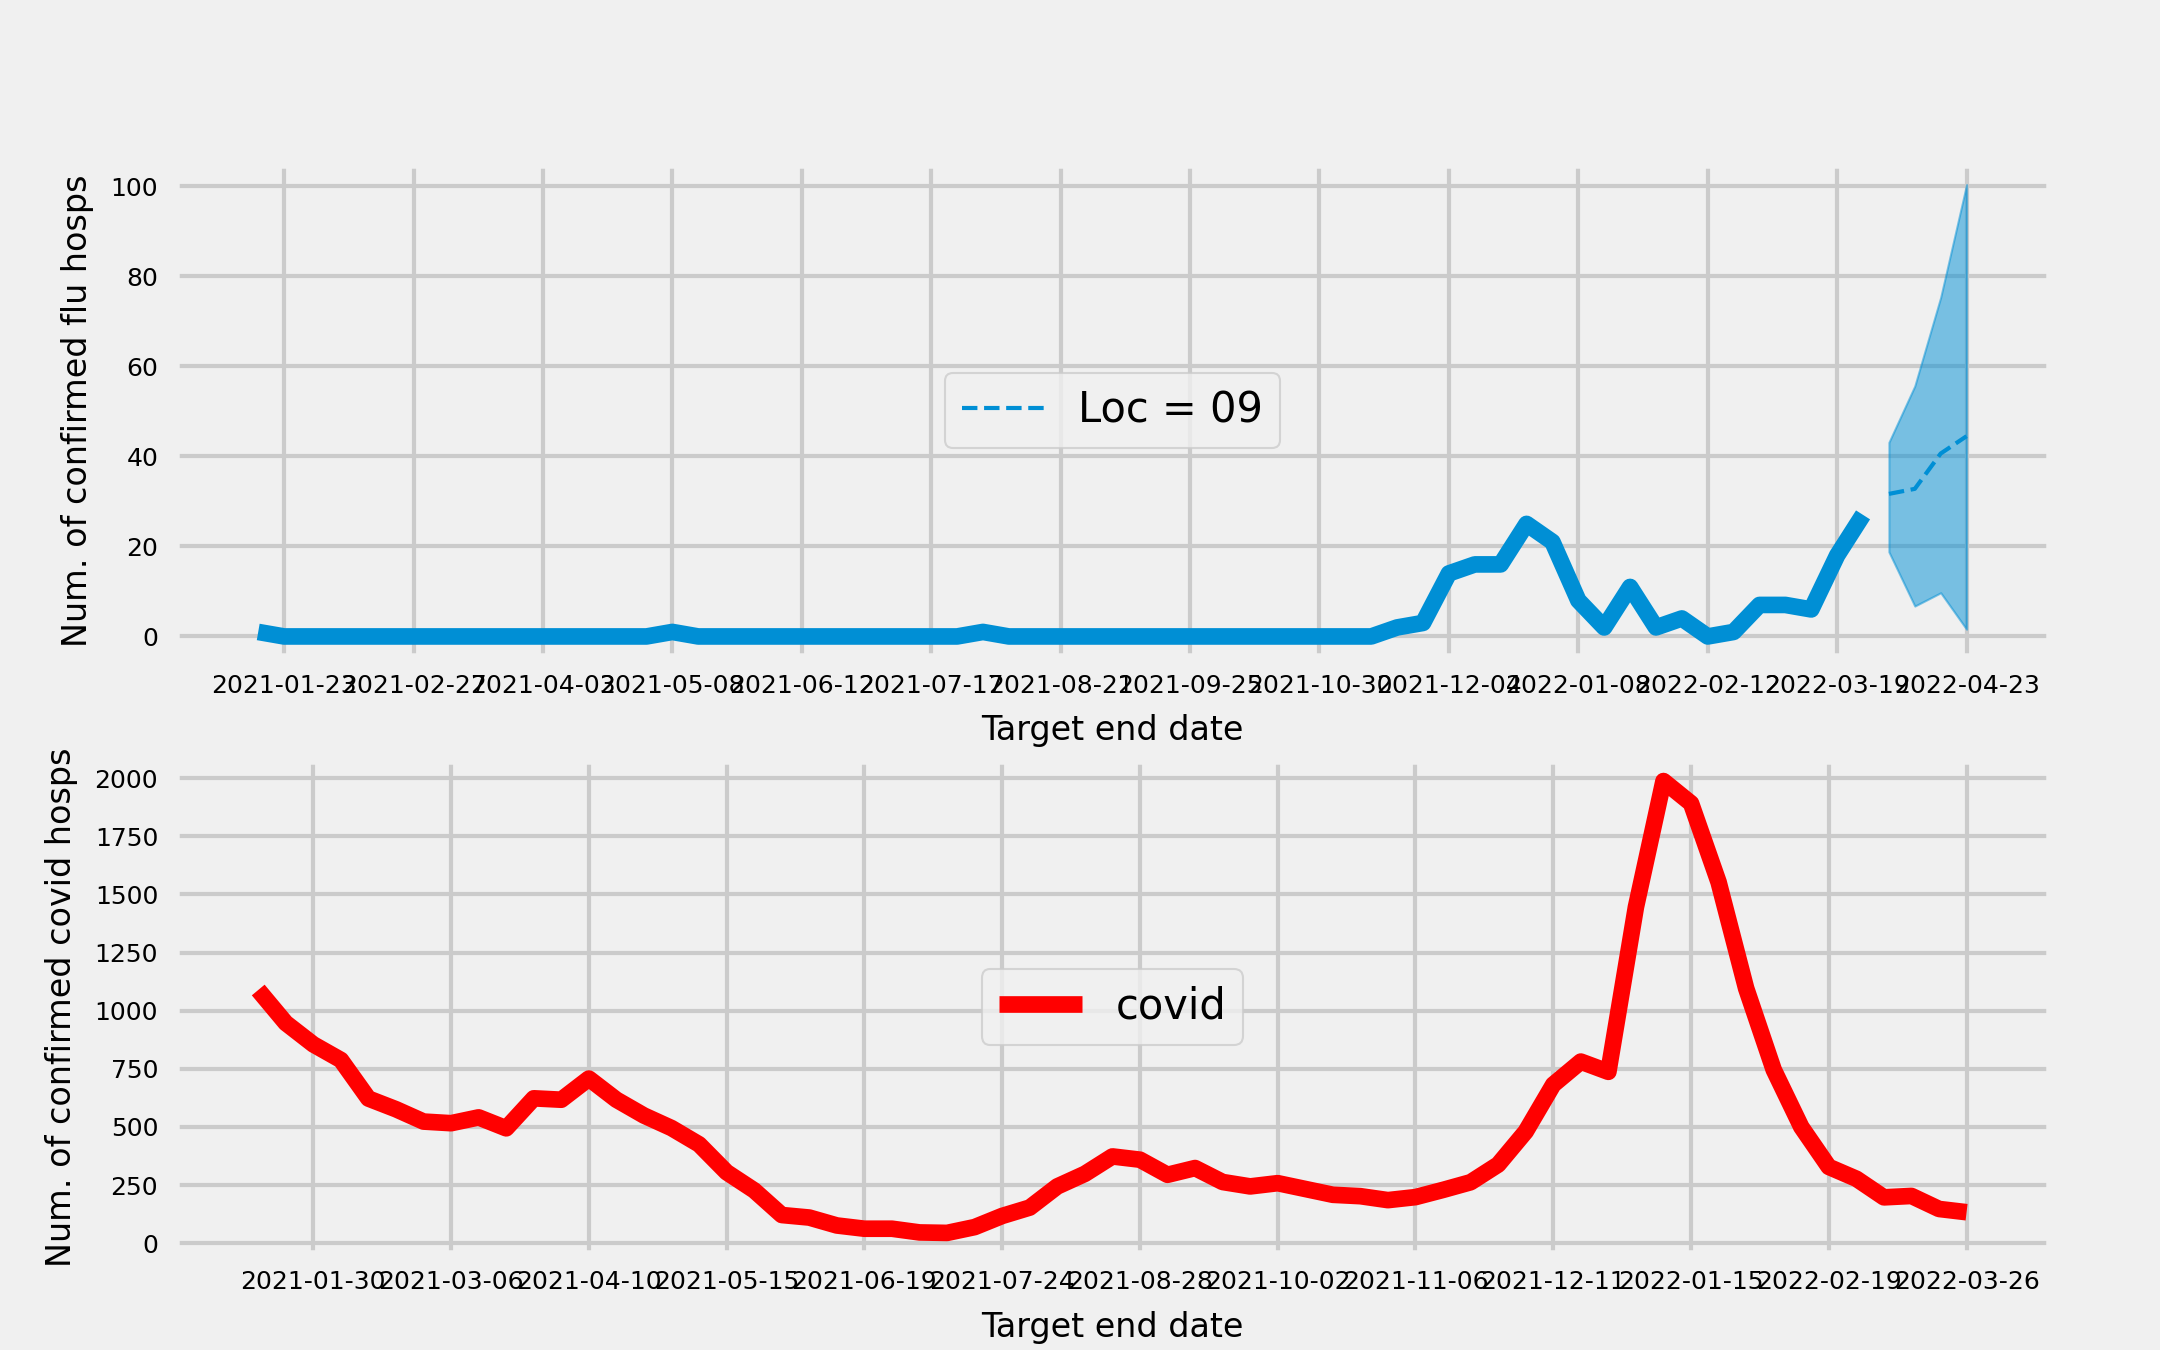 Num. of confirmed flu hosps
100
80
60
40
20
0
Loc = 09
2021-01-23 2021-02-27 2021-04-03 2021-05-08 2021-06-12 2021-07-17 2021-08-21 2021-09-25 2021-10-30 2021-12-04 2022-01-08 2022-02-12 2022-03-19 2022-04-23
Target end date
Num. of confirmed covid hosps
2000
1750
1500
1250
1000
750
500
250
0
covid
2021-01-30 2021-03-06 2021-04-10 2021-05-15 2021-06-19 2021-07-24 2021-08-28 2021-10-02 2021-11-06 2021-12-11 2022-01-15 2022-02-19 2022-03-26
Target end date